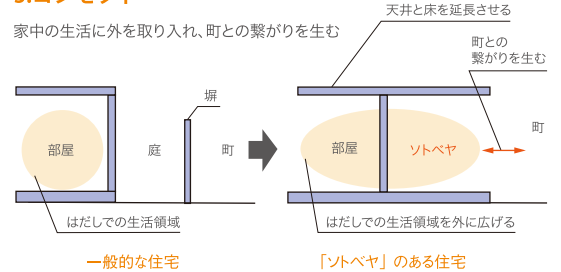 家中の生活に外を取り入れ、町との繋がりを生む
天井と床を延長させる
町との
繋がりを生む
塀
部屋
庭
町
部屋
ソトベヤ
町
はだしでの生活領域
はだしでの生活領域を外に広げる
一般的な住宅
「ソトベヤ」のある住宅